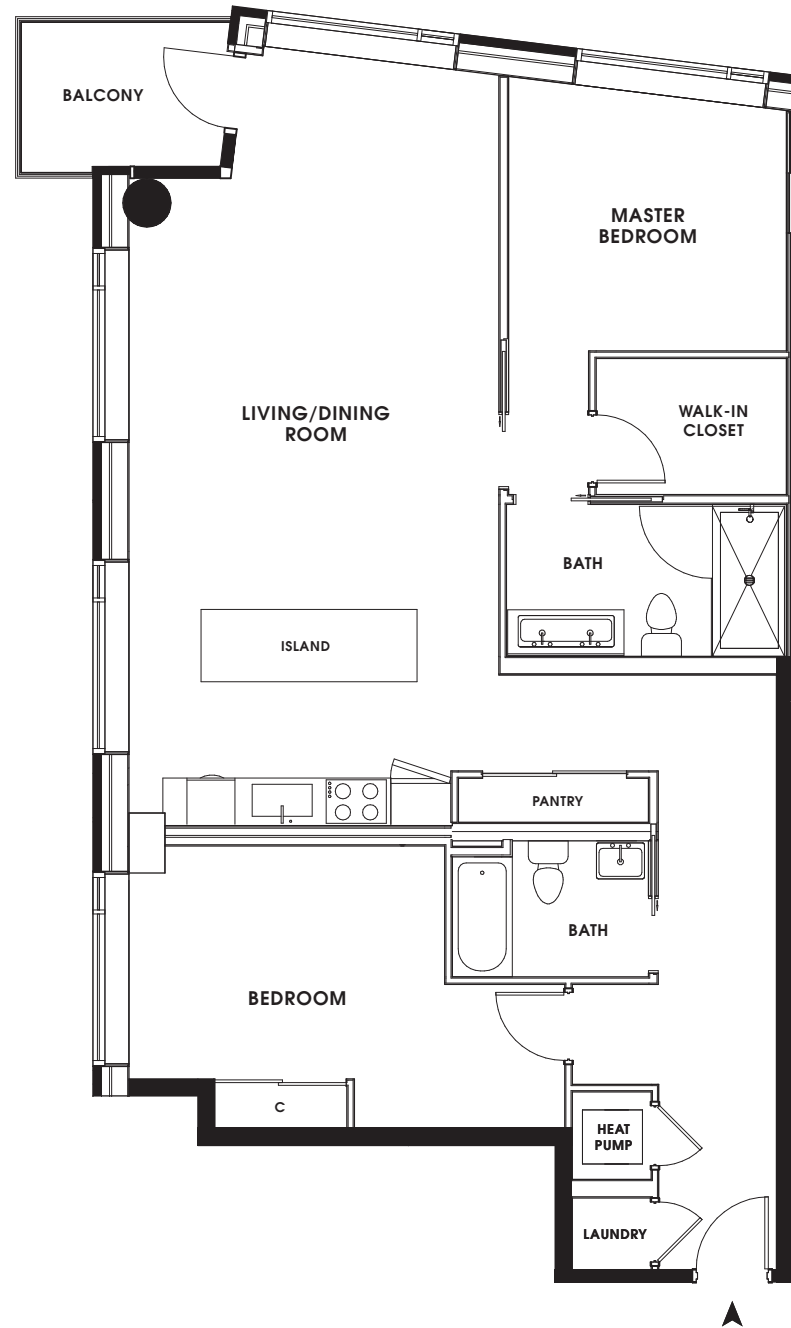 BALCONY
MASTER
BEDROOM
LIVING/DINING
ROOM
WALK-IN
CLOSET
BATH
ISLAND
PANTRY
BATH
BEDROOM
C
HEAT
PUMP
LAUNDRY